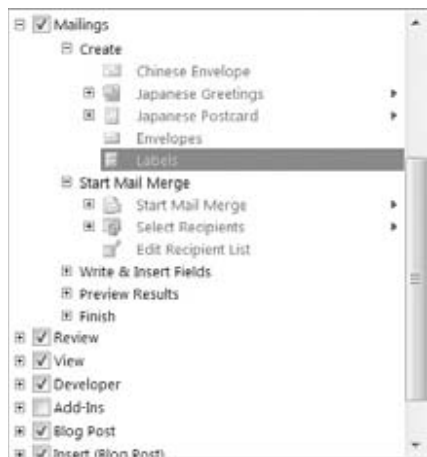 Mailings
Create
Chinese Envelope
Japanese Greetings
Japanese Postcard
Envelopes
Labels
Start Mail Merge
Start Mail Merge
Select Recipients
Edit Recipient List
Write & Insert Fields
Preview Results
Finish
Review
View
Developer
Add-Ins
Blog Post
Insert (Blog Post)